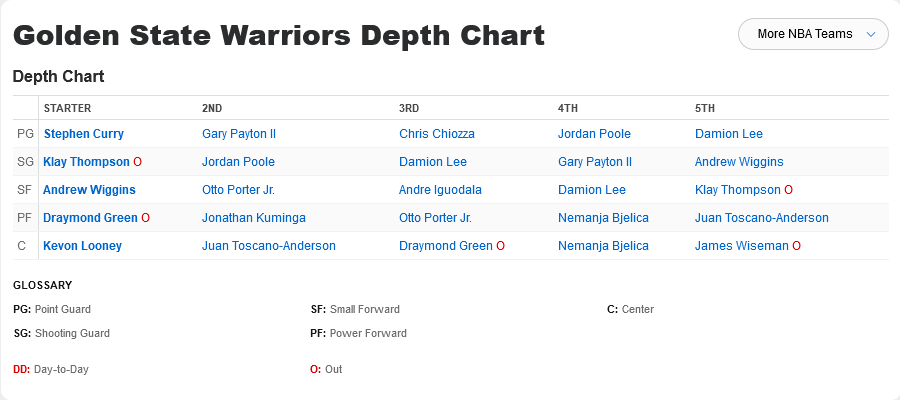 Golden State Warriors Depth Chart
More NBA Teams
Depth Chart
STARTER 2ND 3RD 4TH 5TH
PG Stephen Curry Gary Payton II Chris Chiozza Jordan Poole Damion Lee
SG Klay Thompson O Jordan Poole Damion Lee Gary Payton II Andrew Wiggins
SF Andrew Wiggins Otto Porter Jr. Andre Iguodala Damion Lee Klay Thompson O
PF Draymond Green O Jonathan Kuminga Otto Porter Jr. Nemanja Bjelica Juan Toscano-Anderson
C Kevon Looney Juan Toscano-Anderson Draymond Green O Nemanja Bjelica James Wiseman O
GLOSSARY
PG: Point Guard SF: Small Forward C: Center
SG: Shooting Guard PF: Power Forward
DD: Day-to-Day O: Out